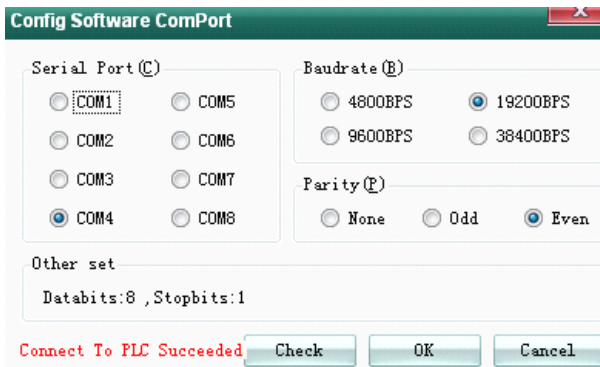 Config Software ComPort
Serial Port(C)
COM1
COM5
COM2
COM6
COM3
COM7
COM4
COM8
Baudrate(B)
4800BPS
19200BPS
9600BPS
38400BPS
Parity(P)
None
Odd
Even
Other set
Databits:8 ,Stopbits:1
Connect To PLC Succeeded
Check
OK
Cancel